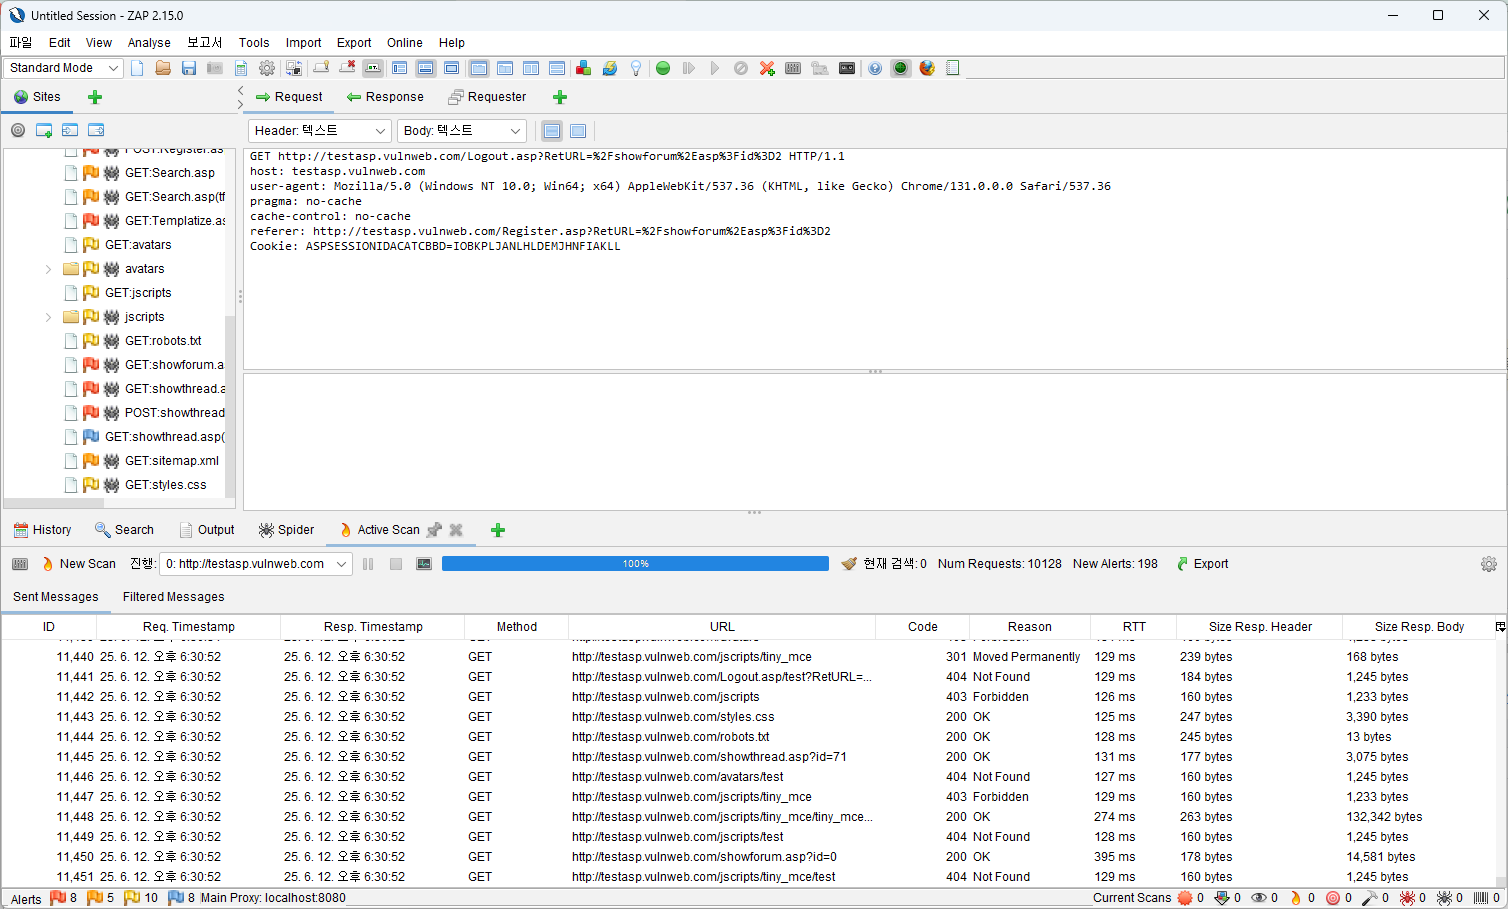 Untitled Session - ZAP 2.15.0
파일 Edit View Analyse 보고서 Tools Import Export Online Help
Standard Mode
Sites
Request Response Requester
Header: 텍스트 Body: 텍스트
GET http://testasp.vulnweb.com/Logout.asp?RetURL=%2Fshowforum%2Easp%3Fid%3D2 HTTP/1.1
host: testasp.vulnweb.com
user-agent: Mozilla/5.0 (Windows NT 10.0; Win64; x64) AppleWebKit/537.36 (KHTML, like Gecko) Chrome/131.0.0.0 Safari/537.36
pragma: no-cache
cache-control: no-cache
referer: http://testasp.vulnweb.com/Register.asp?RetURL=%2Fshowforum%2Easp%3Fid%3D2
Cookie: ASPSESSIONIDACATCBBD=IOBKPLJANLHLDEMJHNFIAKLL
POST:Register.as
GET:Search.asp
GET:Search.asp(tf
GET:Templatize.as
GET:avatars
avatars
GET:jscripts
jscripts
GET:robots.txt
GET:showforum.a
GET:showthread.a
POST:showthread
GET:showthread.asp(
GET:sitemap.xml
GET:styles.css
History Search Output Spider Active Scan
New Scan 진행: 0: http://testasp.vulnweb.com 100% 현재 검색: 0 Num Requests: 10128 New Alerts: 198 Export
Sent Messages Filtered Messages
ID Req. Timestamp Resp. Timestamp Method URL Code Reason RTT Size Resp. Header Size Resp. Body
11,440 25. 6. 12. 오후 6:30:52 25. 6. 12. 오후 6:30:52 GET http://testasp.vulnweb.com/jscripts/tiny_mce 301 Moved Permanently 129 ms 239 bytes 168 bytes
11,441 25. 6. 12. 오후 6:30:52 25. 6. 12. 오후 6:30:52 GET http://testasp.vulnweb.com/Logout.asp/test?RetURL=... 404 Not Found 129 ms 184 bytes 1,245 bytes
11,442 25. 6. 12. 오후 6:30:52 25. 6. 12. 오후 6:30:52 GET http://testasp.vulnweb.com/jscripts 403 Forbidden 126 ms 160 bytes 1,233 bytes
11,443 25. 6. 12. 오후 6:30:52 25. 6. 12. 오후 6:30:52 GET http://testasp.vulnweb.com/styles.css 200 OK 125 ms 247 bytes 3,390 bytes
11,444 25. 6. 12. 오후 6:30:52 25. 6. 12. 오후 6:30:52 GET http://testasp.vulnweb.com/robots.txt 200 OK 128 ms 245 bytes 13 bytes
11,445 25. 6. 12. 오후 6:30:52 25. 6. 12. 오후 6:30:52 GET http://testasp.vulnweb.com/showthread.asp?id=71 200 OK 131 ms 177 bytes 3,075 bytes
11,446 25. 6. 12. 오후 6:30:52 25. 6. 12. 오후 6:30:52 GET http://testasp.vulnweb.com/avatars/test 404 Not Found 127 ms 160 bytes 1,245 bytes
11,447 25. 6. 12. 오후 6:30:52 25. 6. 12. 오후 6:30:52 GET http://testasp.vulnweb.com/jscripts/tiny_mce 403 Forbidden 129 ms 160 bytes 1,233 bytes
11,448 25. 6. 12. 오후 6:30:52 25. 6. 12. 오후 6:30:52 GET http://testasp.vulnweb.com/jscripts/tiny_mce/tiny_mce... 200 OK 274 ms 263 bytes 132,342 bytes
11,449 25. 6. 12. 오후 6:30:52 25. 6. 12. 오후 6:30:52 GET http://testasp.vulnweb.com/jscripts/test 404 Not Found 128 ms 160 bytes 1,245 bytes
11,450 25. 6. 12. 오후 6:30:52 25. 6. 12. 오후 6:30:52 GET http://testasp.vulnweb.com/showforum.asp?id=0 200 OK 395 ms 178 bytes 14,581 bytes
11,451 25. 6. 12. 오후 6:30:52 25. 6. 12. 오후 6:30:52 GET http://testasp.vulnweb.com/jscripts/tiny_mce/test 404 Not Found 128 ms 160 bytes 1,245 bytes
Alerts 8 5 10 8 Main Proxy: localhost:8080 Current Scans 0 0 0 0 0 0 0 0 0